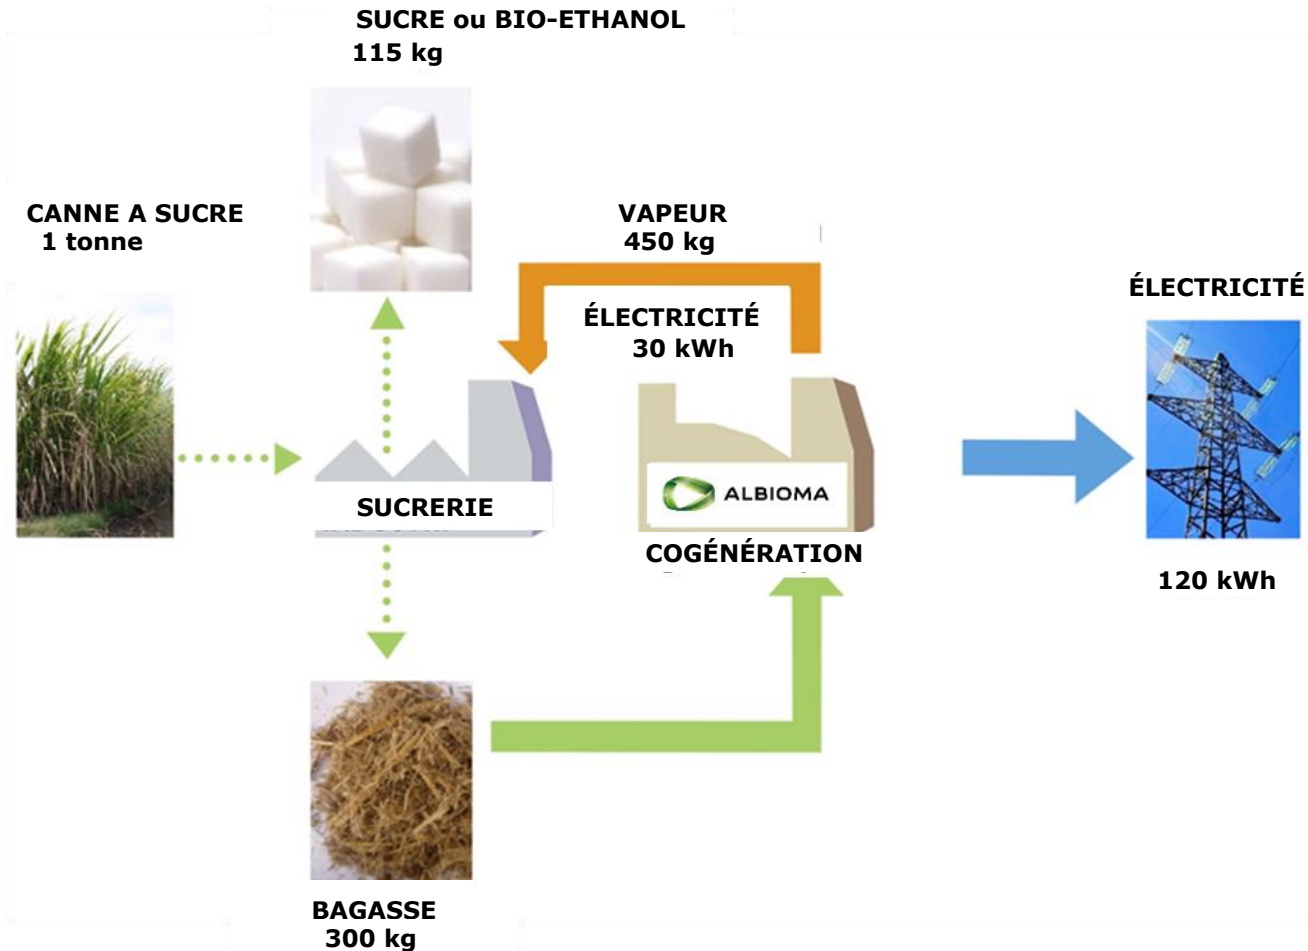 SUCRE ou BIO-ETHANOL
115 kg
CANNE A SUCRE
1 tonne
VAPEUR
450 kg
ÉLECTRICITÉ
30 kWh
ÉLECTRICITÉ
SUCRERIE
ALBIOMA
COGÉNÉRATION
120 kWh
BAGASSE
300 kg